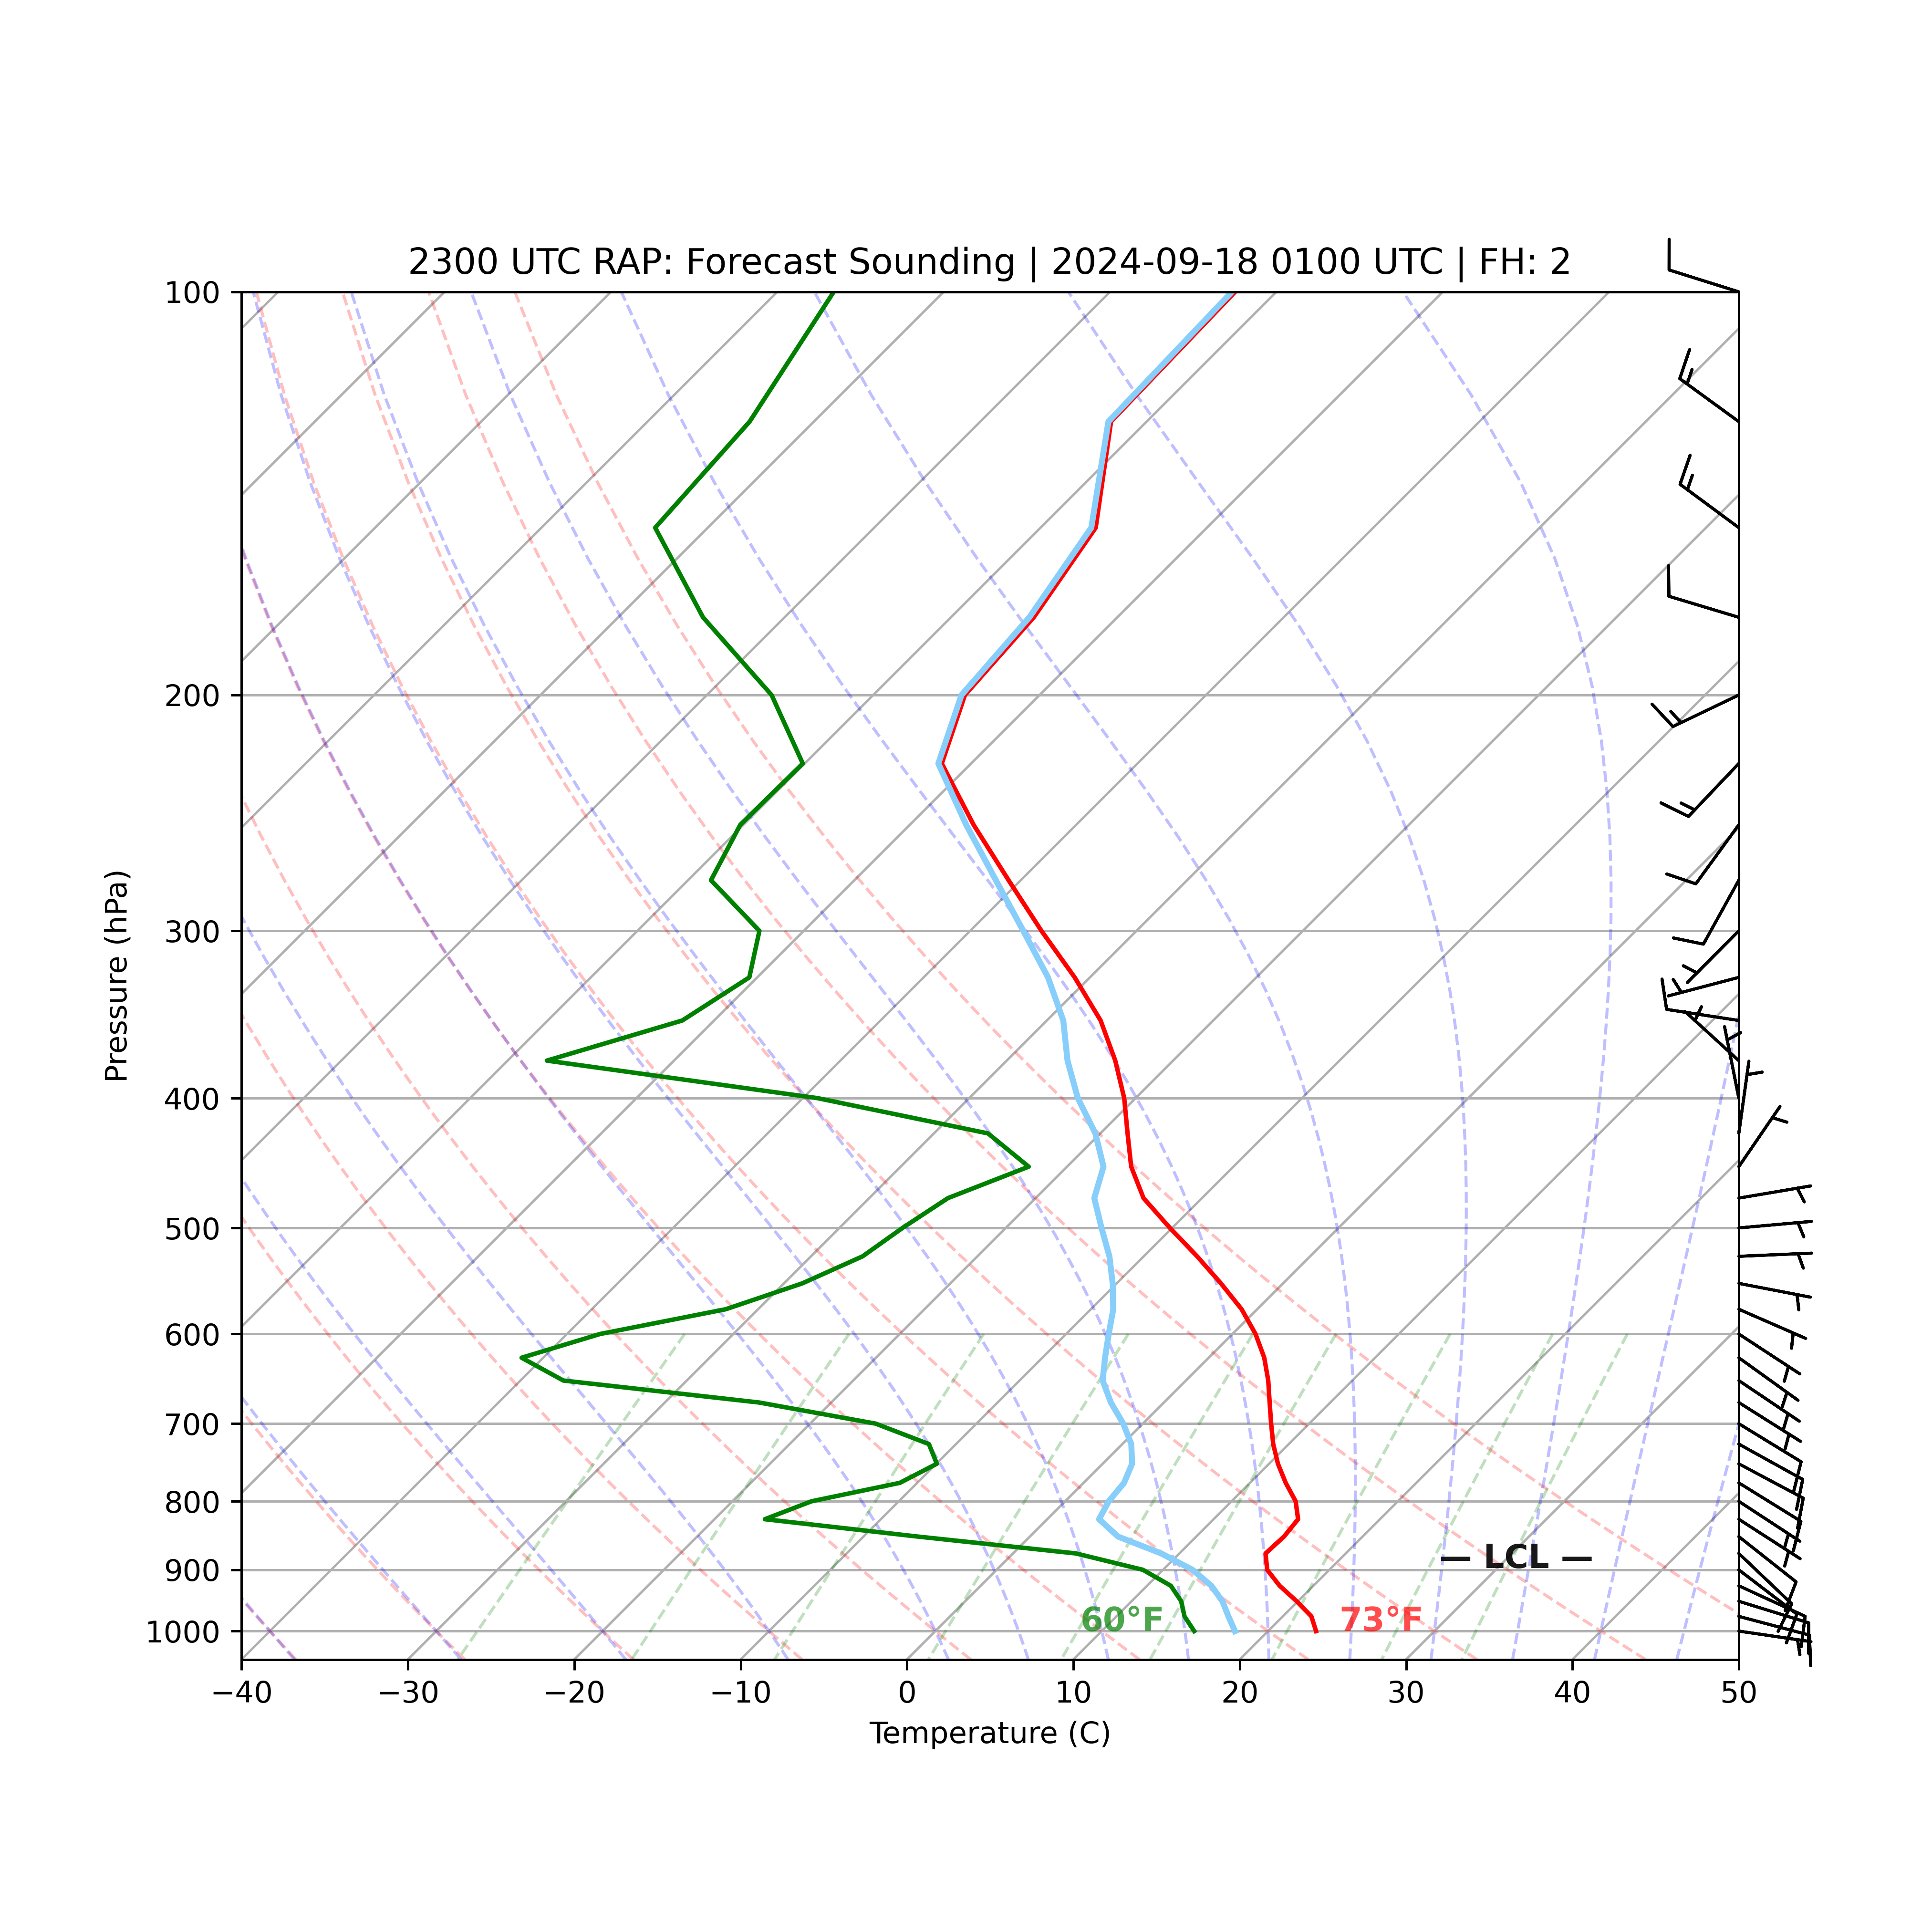 2300 UTC RAP: Forecast Sounding | 2024-09-18 0100 UTC | FH: 2
100
200
300
400
500
600
700
800
900
1000
Pressure (hPa)
— LCL —
60°F
73°F
−40 −30 −20 −10 0 10 20 30 40 50
Temperature (C)